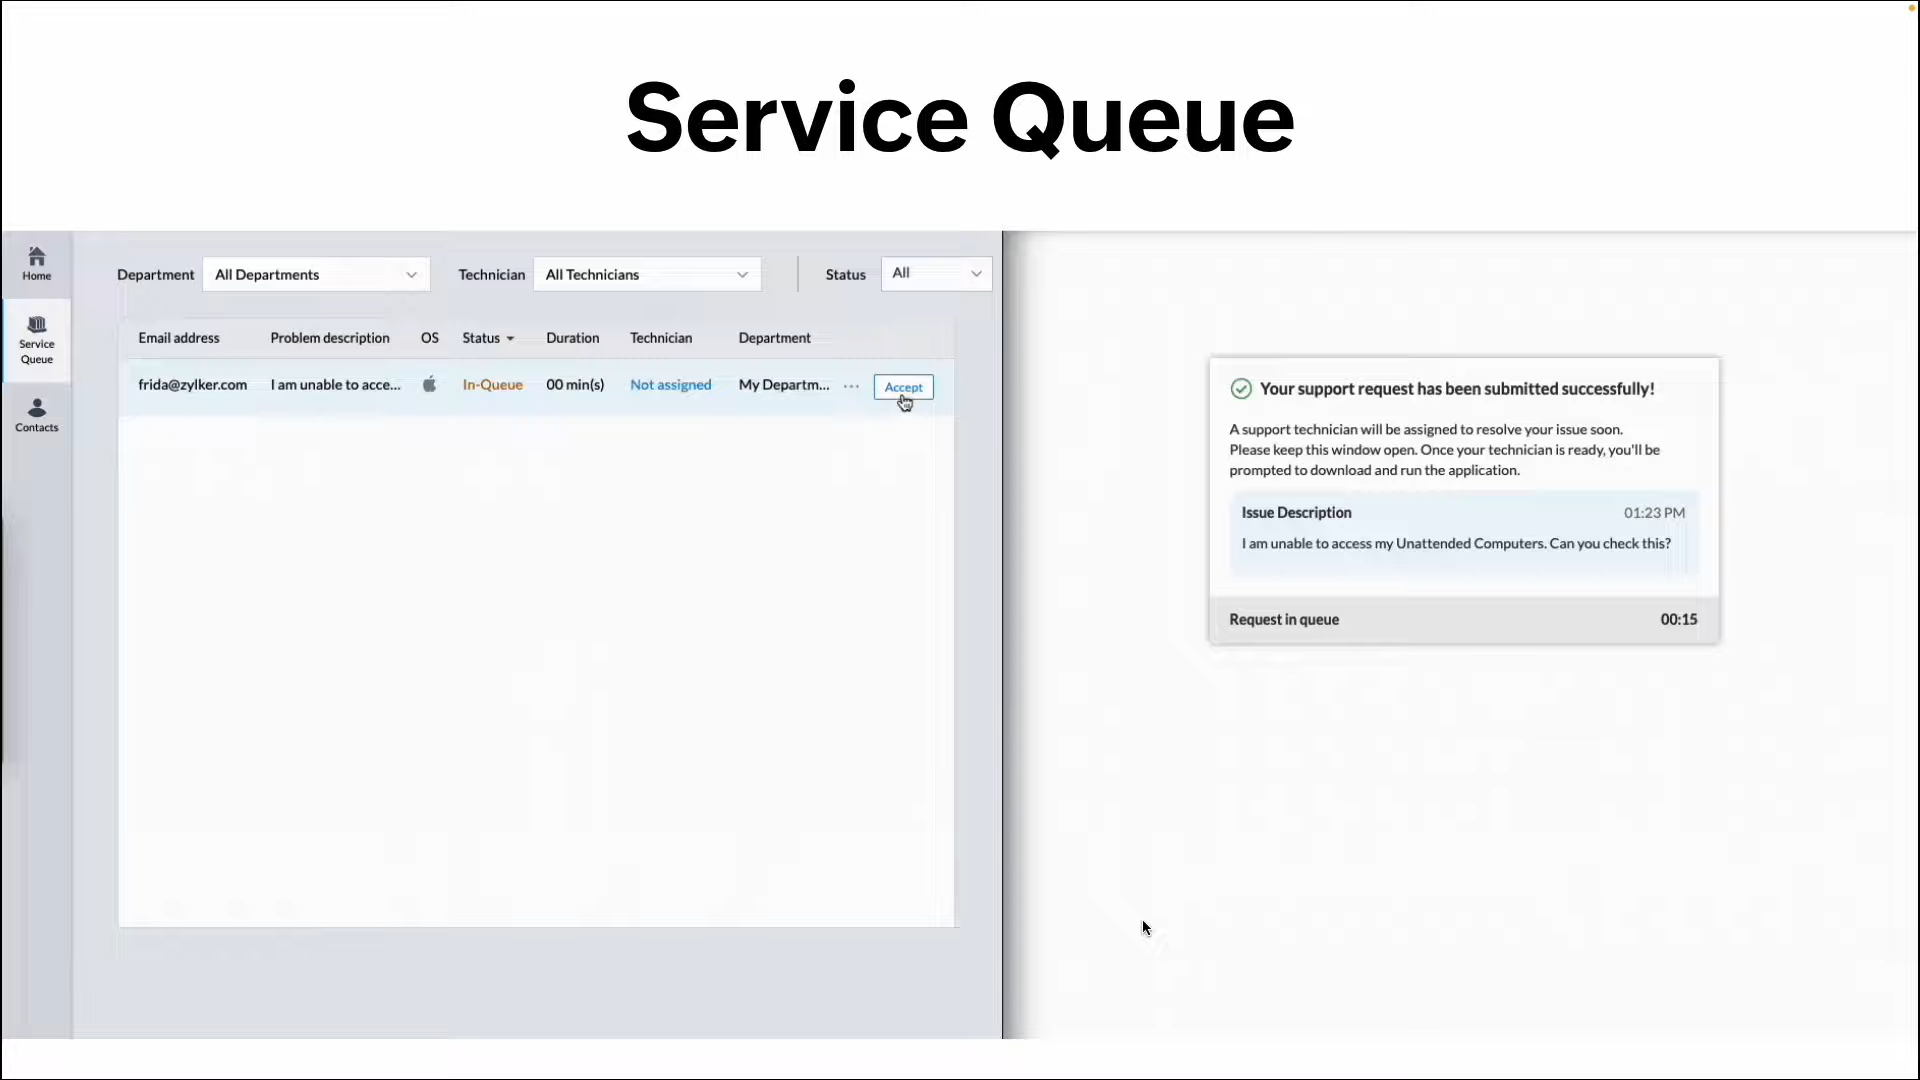 Service Queue
Home
Service
Queue
Contacts
Department All Departments Technician All Technicians Status All
Email address Problem description OS Status Duration Technician Department
frida@zylker.com I am unable to acce... In-Queue 00 min(s) Not assigned My Departm... ... Accept
Your support request has been submitted successfully!
A support technician will be assigned to resolve your issue soon.
Please keep this window open. Once your technician is ready, you'll be
prompted to download and run the application.
Issue Description 01:23 PM
I am unable to access my Unattended Computers. Can you check this?
Request in queue 00:15